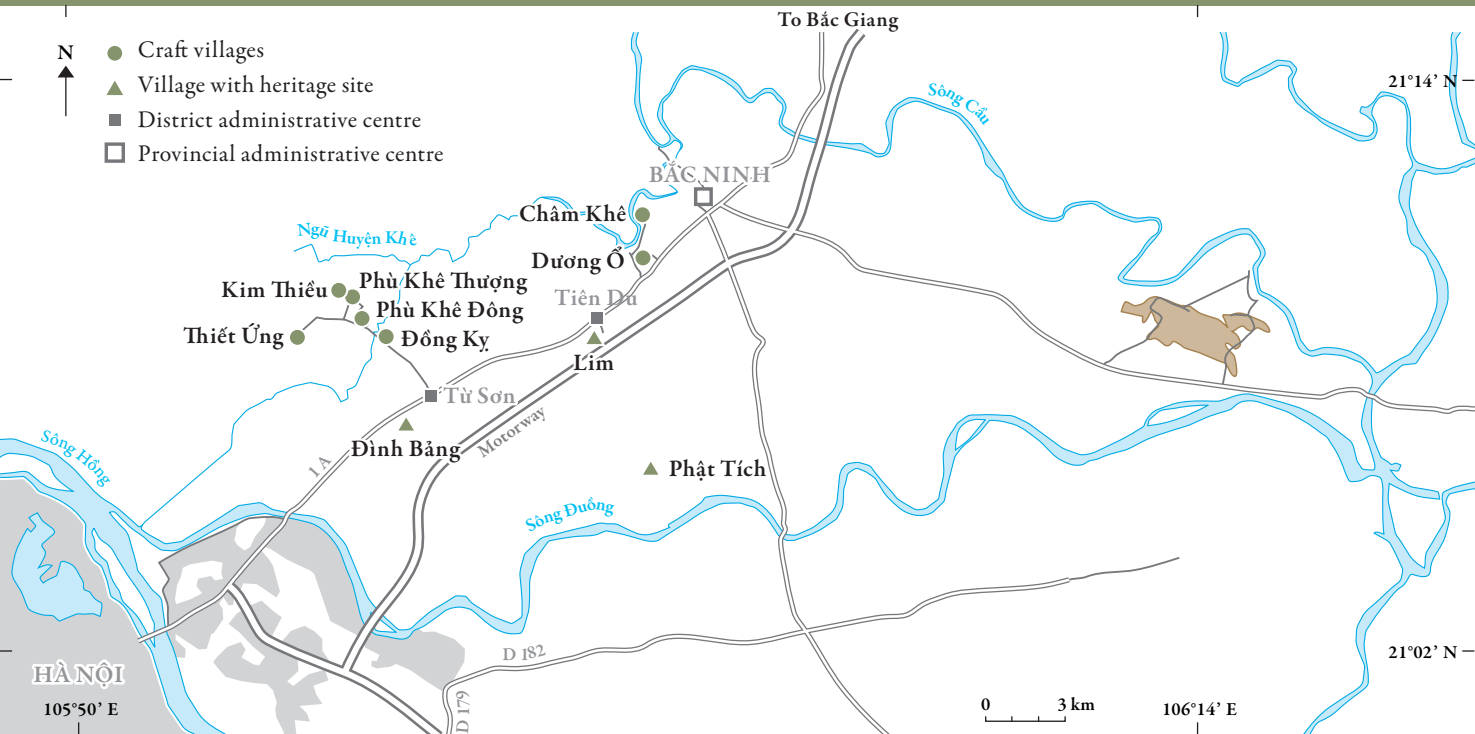 To Bắc Giang
N
Craft villages
Village with heritage site
District administrative centre
Provincial administrative centre
21°14’ N
Sông Cầu
BẮC NINH
Châm Khê
Ngũ Huyện Khê
Dương Ổ
Phù Khê Thượng
Kim Thiều
Tiên Du
Phù Khê Đông
Thiết Ứng
Đồng Kỵ
Lim
Từ Sơn
Motorway
Đình Bảng
Sông Hồng
1 A
Phật Tích
Sông Đuồng
D 182
21°02’ N
HÀ NỘI
105°50’ E
D 179
0 3 km
106°14’ E